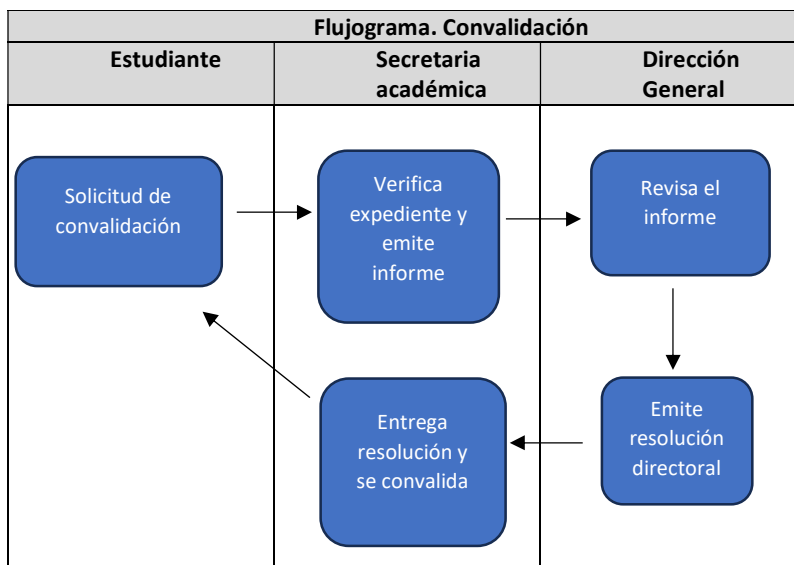 Flujograma. Convalidación
Estudiante
Secretaria
académica
Dirección
General
Solicitud de
convalidación
Verifica
expediente y
emite
informe
Revisa el
informe
Emite
resolución
directoral
Entrega
resolución y
se convalida